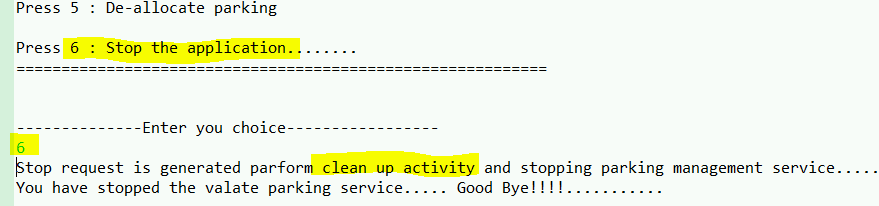 Press 5 : De-allocate parking
Press 6 : Stop the application........
===========================================================
--------------Enter you choice-----------------
6
Stop request is generated parform clean up activity and stopping parking management service.....
You have stopped the valate parking service..... Good Bye!!!!...........